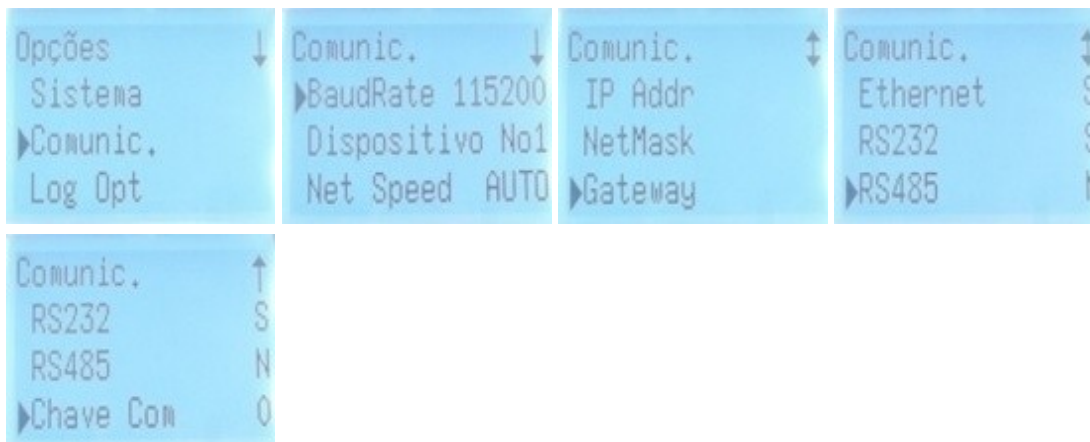 Opções ↓
Sistema
Comunic.
Log Opt
Comunic. ↓
BaudRate 115200
Dispositivo No1
Net Speed AUTO
Comunic. ↕
IP Addr
NetMask
Gateway
Comunic. ↕
Ethernet S
RS232 S
RS485 N
Comunic. ↑
RS232 S
RS485 N
Chave Com 0